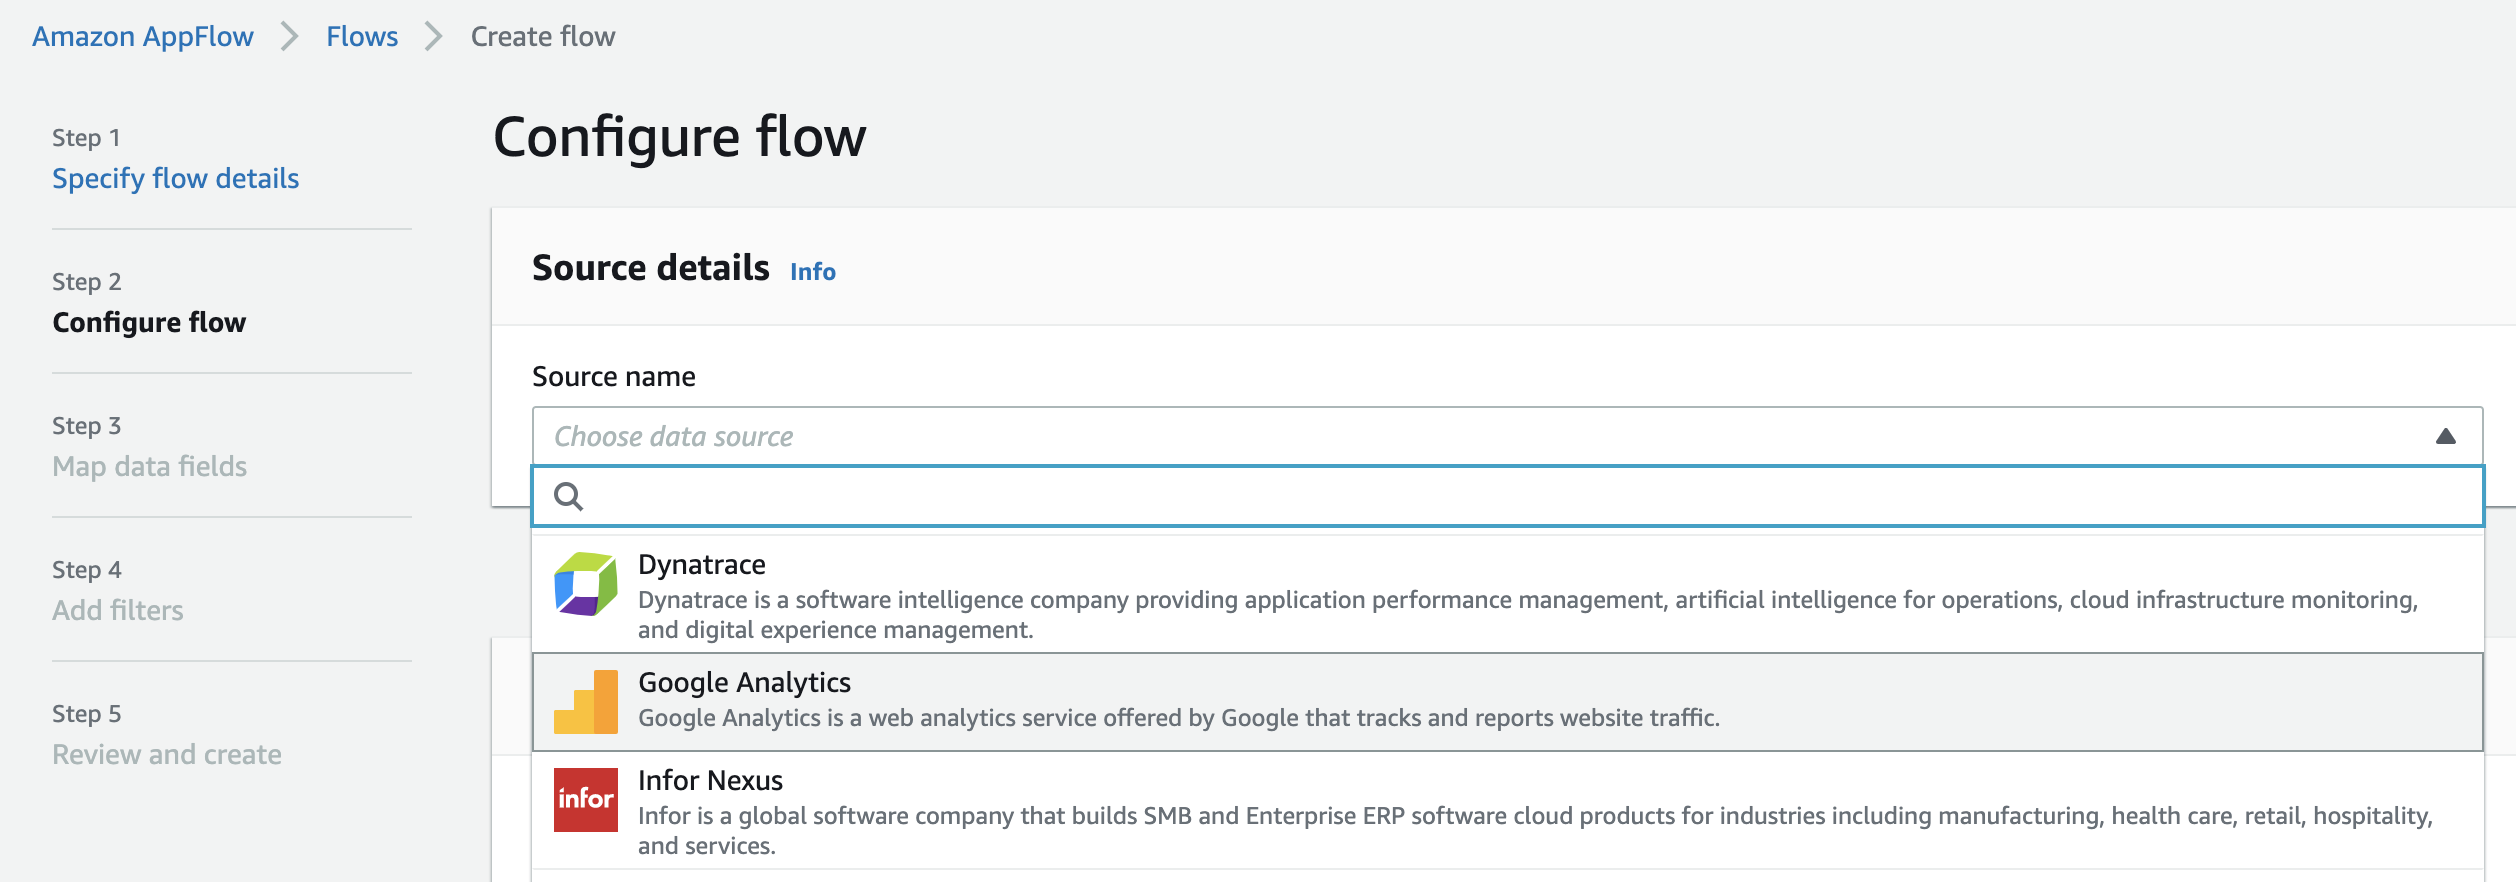 Amazon AppFlow > Flows > Create flow
Step 1
Specify flow details
Step 2
Configure flow
Step 3
Map data fields
Step 4
Add filters
Step 5
Review and create
Configure flow
Source details Info
Source name
Choose data source
Dynatrace
Dynatrace is a software intelligence company providing application performance management, artificial intelligence for operations, cloud infrastructure monitoring,
and digital experience management.
Google Analytics
Google Analytics is a web analytics service offered by Google that tracks and reports website traffic.
infor
Infor Nexus
Infor is a global software company that builds SMB and Enterprise ERP software cloud products for industries including manufacturing, health care, retail, hospitality,
and services.